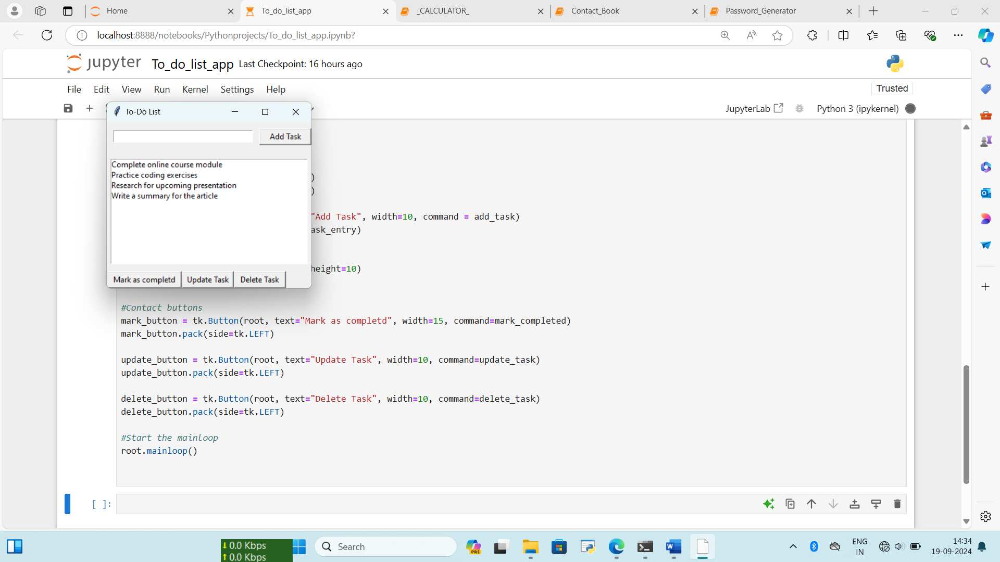 Home
To_do_list_app
_CALCULATOR_
Contact_Book
Password_Generator
localhost:8888/notebooks/Pythonprojects/To_do_list_app.ipynb?
jupyter To_do_list_app Last Checkpoint: 16 hours ago
File Edit View Run Kernel Settings Help
Trusted
JupyterLab Python 3 (ipykernel)
To-Do List
Add Task
Complete online course module
Practice coding exercises
Research for upcoming presentation
Write a summary for the article
Mark as completd Update Task Delete Task
)
)
"Add Task", width=10, command = add_task)
ask_entry)
height=10)
#Contact buttons
mark_button = tk.Button(root, text="Mark as completd", width=15, command=mark_completed)
mark_button.pack(side=tk.LEFT)
update_button = tk.Button(root, text="Update Task", width=10, command=update_task)
update_button.pack(side=tk.LEFT)
delete_button = tk.Button(root, text="Delete Task", width=10, command=delete_task)
delete_button.pack(side=tk.LEFT)
#Start the mainloop
root.mainloop()
[ ]:
0.0 Kbps
0.0 Kbps
Search
PRE
ENG
IN
14:34
19-09-2024